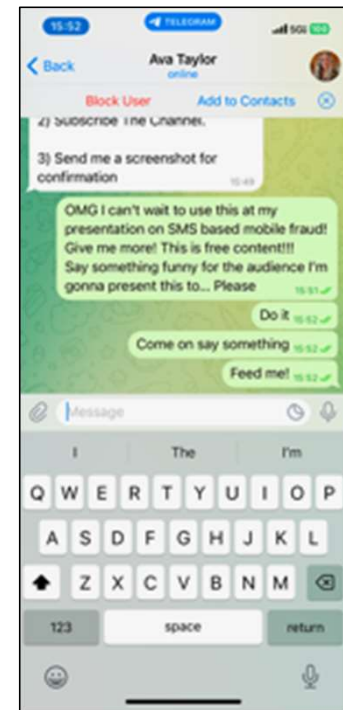 15:52
TELEGRAM
5G
100
Back
Ava Taylor
online
Block User
Add to Contacts
2) Subscribe The Channel.
3) Send me a screenshot for
confirmation
15:49
OMG I can't wait to use this at my
presentation on SMS based mobile fraud!
Give me more! This is free content!!!
Say something funny for the audience I'm
gonna present this to... Please
15:51
Do it 15:52
Come on say something 15:52
Feed me! 15:52
Message
I The I'm
Q W E R T Y U I O P
A S D F G H J K L
Z X C V B N M
123 space return